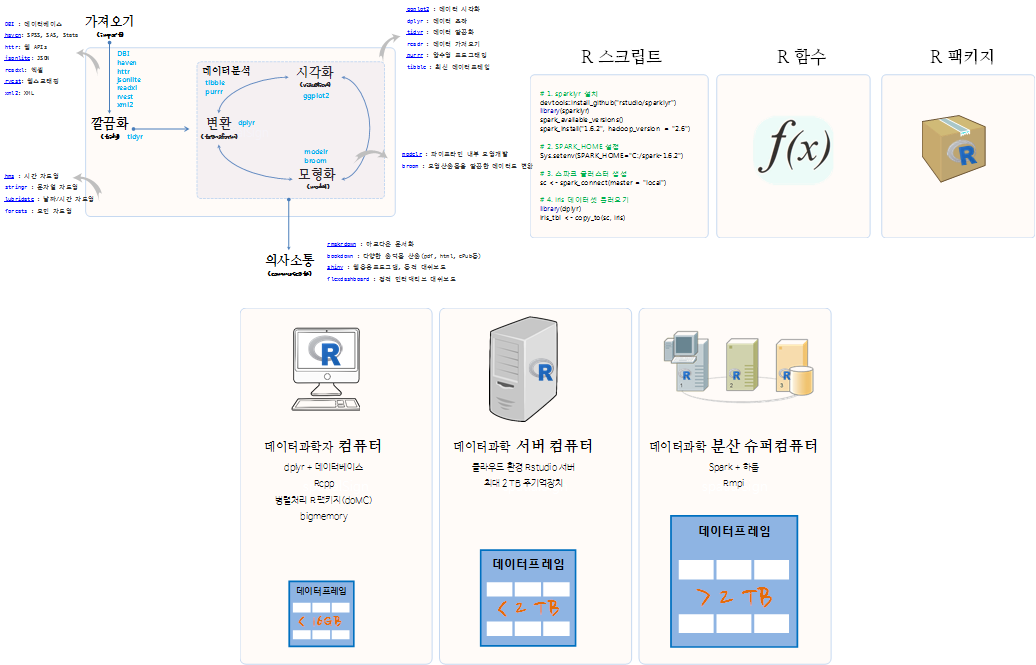 가져오기
(import)
DBI : 데이터베이스
haven: SPSS, SAS, Stata
httr: 웹 APIs
jsonlite: JSON
readxl: 엑셀
rvest: 웹스크래핑
xml2: XML
DBI
haven
httr
jsonlite
readxl
rvest
xml2
깔끔화
(tidy)
tidyr
hms : 시간 자료형
stringr : 문자열 자료형
lubridate : 날짜/시간 자료형
forcats : 요인 자료형
데이터분석
tibble
purrr
시각화
ggplot2
변환
(transform)
dplyr
modelr
broom
모형화
(model)
ggplot2 : 데이터 시각화
dplyr : 데이터 조작
tidyr : 데이터 깔끔화
readr : 데이터 가져오기
purrr : 함수형 프로그래밍
tibble : 최신 데이터프레임
modelr : 파이프라인 내부 모형개발
broom : 모형산출물을 깔끔한 데이터로 변환
의사소통
(communicate)
rmarkdown : 아름다운 문서화
bookdown : 다양한 출력물 산출(pdf, html, ePub등)
shiny : 웹응용프로그램, 동적 대쉬보드
flexdashboard : 정적 인터랙티브 대쉬보드
R 스크립트
# 1. sparklyr 설치
devtools::install_github("rstudio/sparklyr")
library(sparklyr)
spark_available_versions()
spark_install("1.6.2", hadoop_version = "2.6")
# 2. SPARK_HOME 설정
Sys.setenv(SPARK_HOME="C:/spark-1.6.2")
# 3. 스파크 클러스터 생성
sc <- spark_connect(master = "local")
# 4. iris 데이터셋 불러오기
library(dplyr)
iris_tbl <- copy_to(sc, iris)
R 함수
f(x)
R 팩키지
R
R
데이터과학자 컴퓨터
dplyr + 데이터베이스
Rcpp
병렬처리 R 팩키지(doMC)
bigmemory
데이터프레임
< 16GB
R
데이터과학 서버 컴퓨터
클라우드 환경 Rstudio 서버
최대 2 TB 주기억장치
데이터프레임
< 2 TB
R R R
1 2 3
데이터과학 분산 슈퍼컴퓨터
Spark + 하둡
Rmpi
데이터프레임
> 2 TB